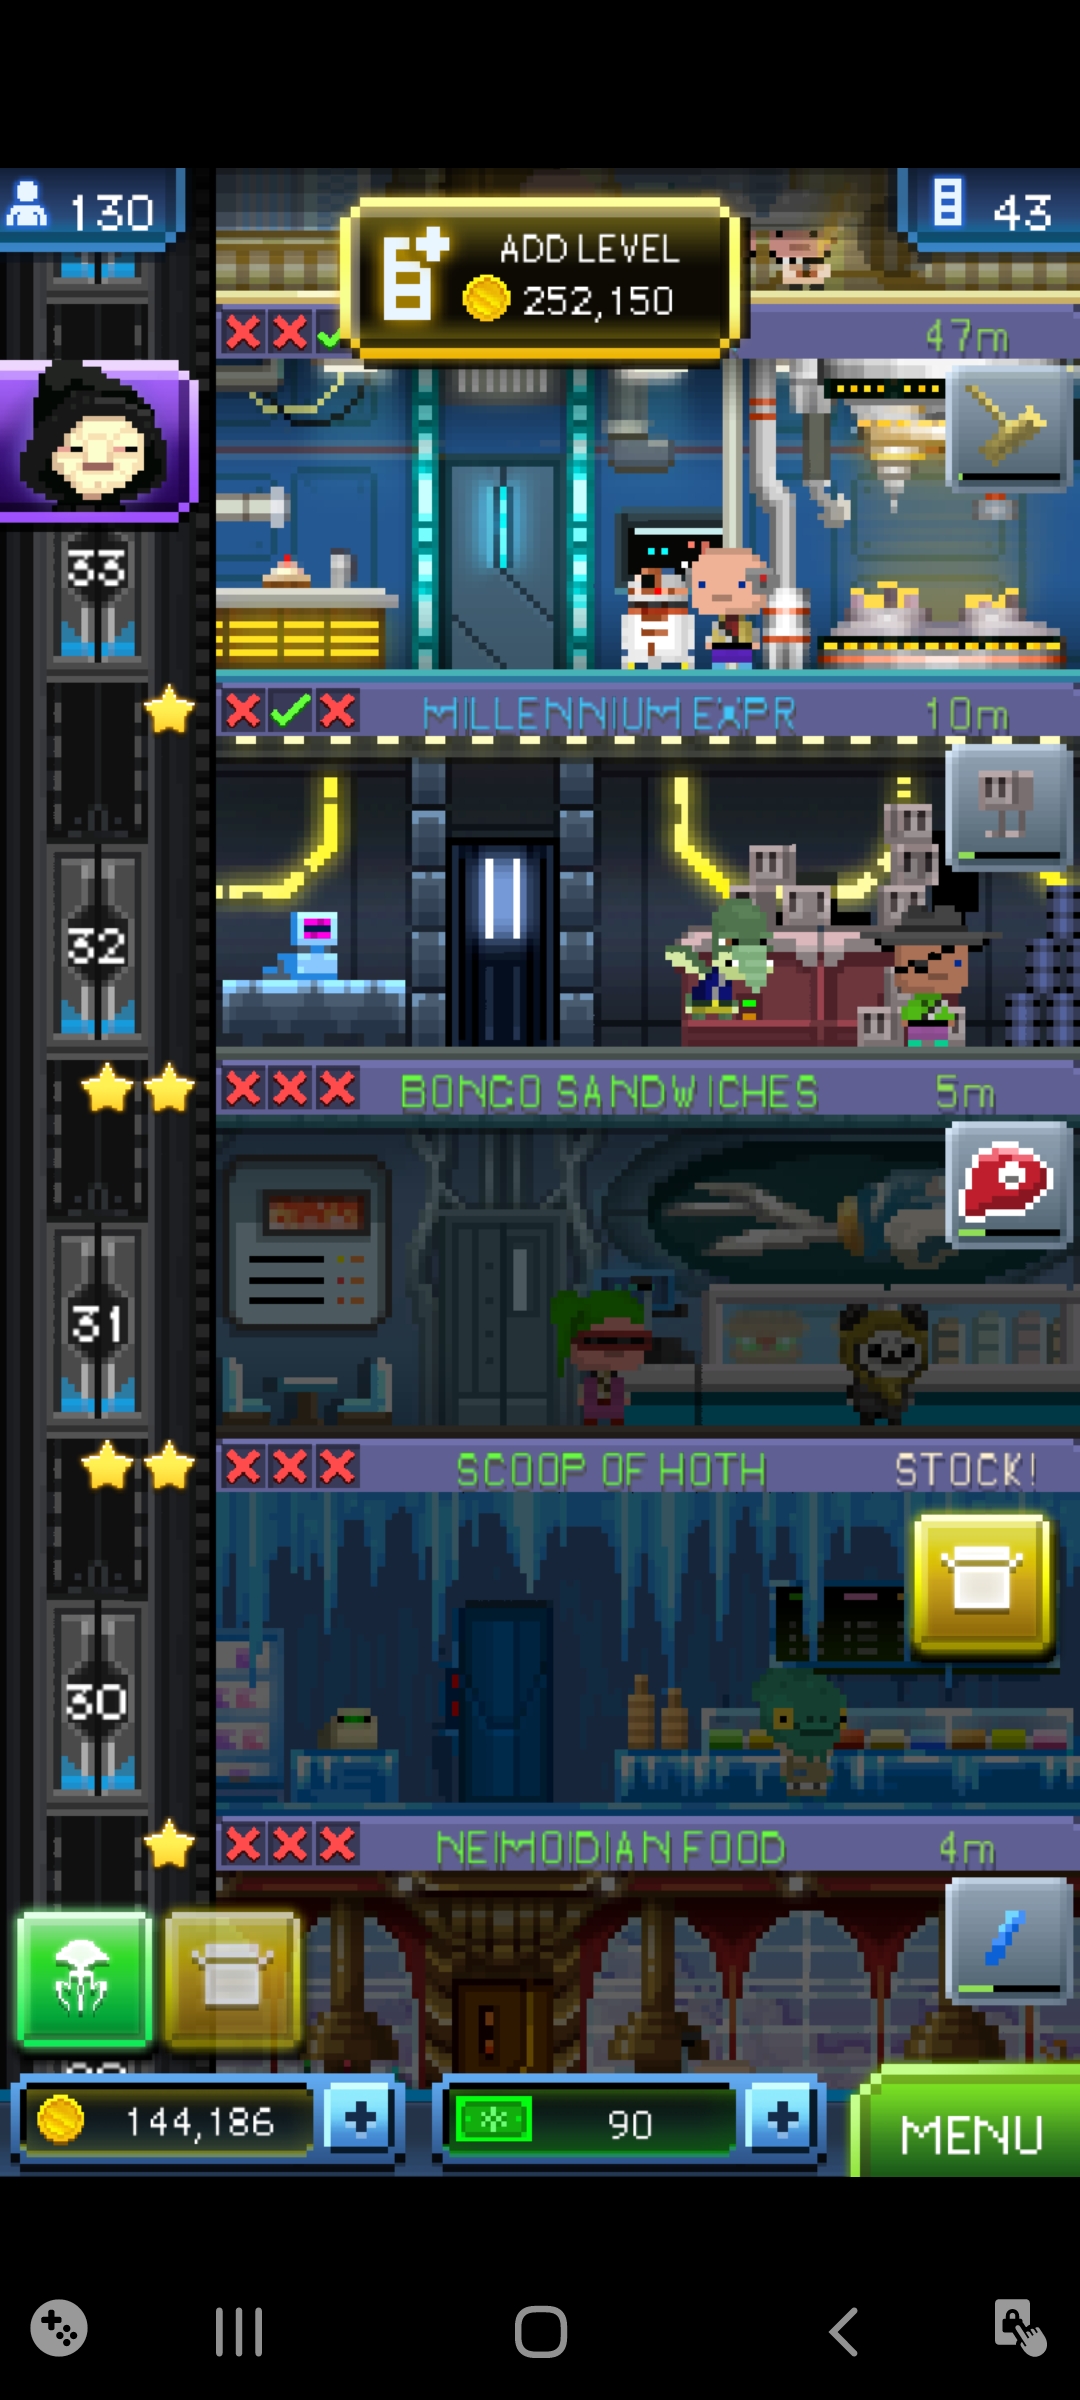 130
43
ADD LEVEL
252,150
47m
33
MILLENNIUM EXPR
10m
32
BONGO SANDWICHES
5m
31
SCOOP OF HOTH
STOCK!
30
NEIMOIDIAN FOOD
4m
144,186
90
MENU